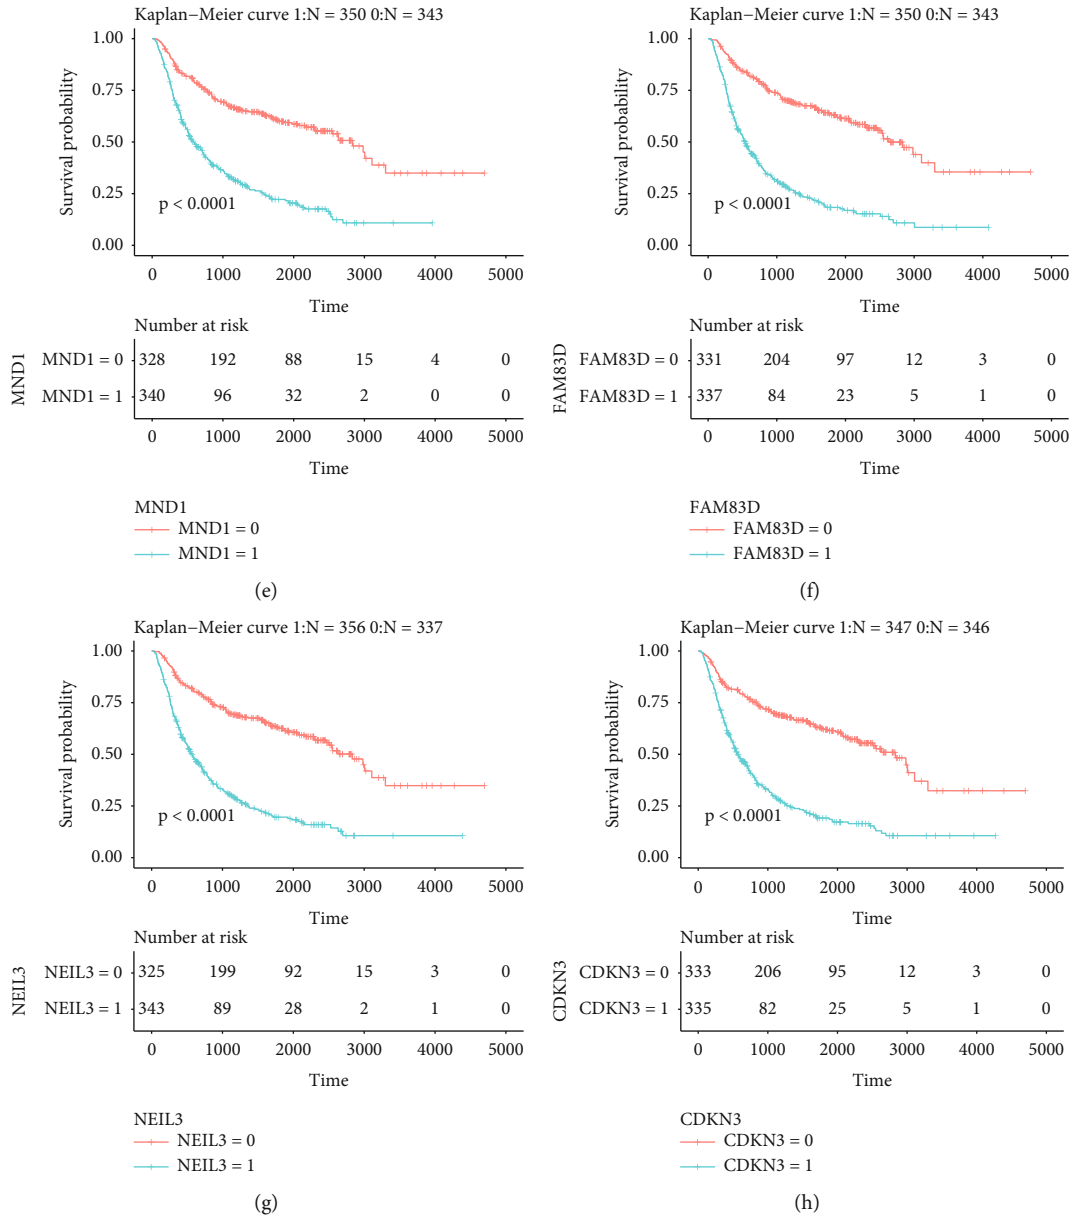 Kaplan−Meier curve 1:N = 350 0:N = 343
1.00
0.75
0.50
0.25
0.00
Survival probability
p < 0.0001
0 1000 2000 3000 4000 5000
Time
Number at risk
MND1
MND1 = 0 328 192 88 15 4 0
MND1 = 1 340 96 32 2 0 0
0 1000 2000 3000 4000 5000
Time
MND1
MND1 = 0
MND1 = 1
(e)
Kaplan−Meier curve 1:N = 350 0:N = 343
1.00
0.75
0.50
0.25
0.00
Survival probability
p < 0.0001
0 1000 2000 3000 4000 5000
Time
Number at risk
FAM83D
FAM83D = 0 331 204 97 12 3 0
FAM83D = 1 337 84 23 5 1 0
0 1000 2000 3000 4000 5000
Time
FAM83D
FAM83D = 0
FAM83D = 1
(f)
Kaplan−Meier curve 1:N = 356 0:N = 337
1.00
0.75
0.50
0.25
0.00
Survival probability
p < 0.0001
0 1000 2000 3000 4000 5000
Time
Number at risk
NEIL3
NEIL3 = 0 325 199 92 15 3 0
NEIL3 = 1 343 89 28 2 1 0
0 1000 2000 3000 4000 5000
Time
NEIL3
NEIL3 = 0
NEIL3 = 1
(g)
Kaplan−Meier curve 1:N = 347 0:N = 346
1.00
0.75
0.50
0.25
0.00
Survival probability
p < 0.0001
0 1000 2000 3000 4000 5000
Time
Number at risk
CDKN3
CDKN3 = 0 333 206 95 12 3 0
CDKN3 = 1 335 82 25 5 1 0
0 1000 2000 3000 4000 5000
Time
CDKN3
CDKN3 = 0
CDKN3 = 1
(h)